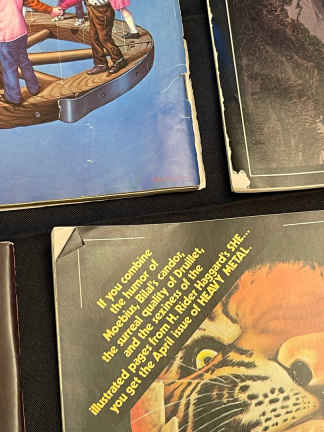 If you combine
the humor of
Moebius, Bilal's candor,
the surreal quality of Druillet,
and the sexiness of the
illustrated pages from H. Rider Haggard's SHE...
you get the April issue of HEAVY METAL.